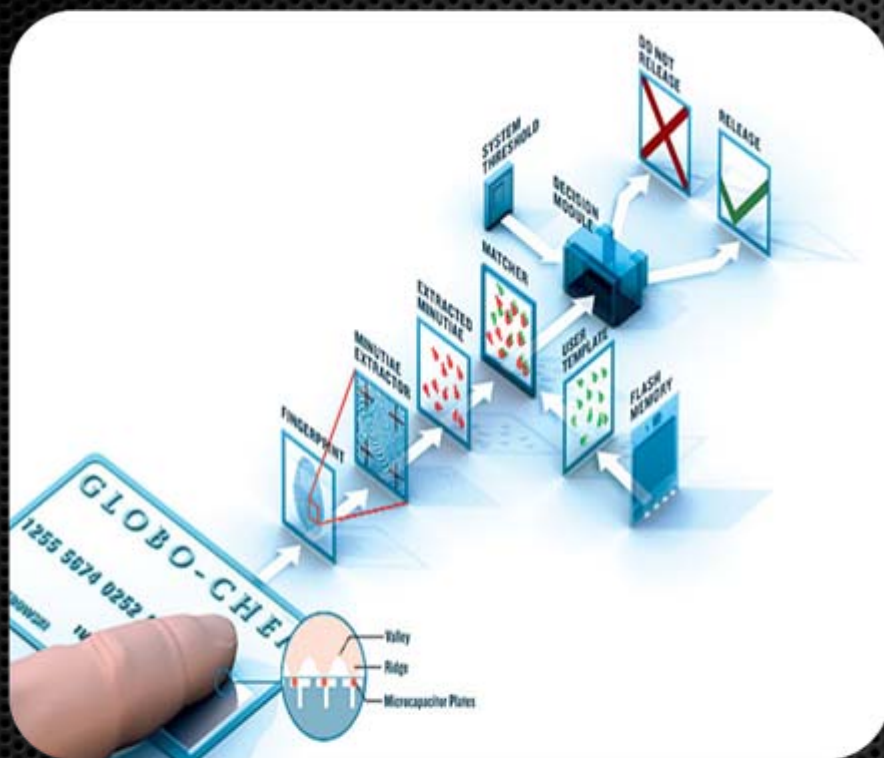 DO NOT
RELEASE
RELEASE
SYSTEM
THRESHOLD
DECISION
MODULE
MATCHER
EXTRACTED
MINUTIAE
USER
TEMPLATE
MINUTIAE
EXTRACTOR
FLASH
MEMORY
FINGERPRINT
GLOBO-CHE
1255 5674 0252
Valley
Ridge
Microcapacitor Plates